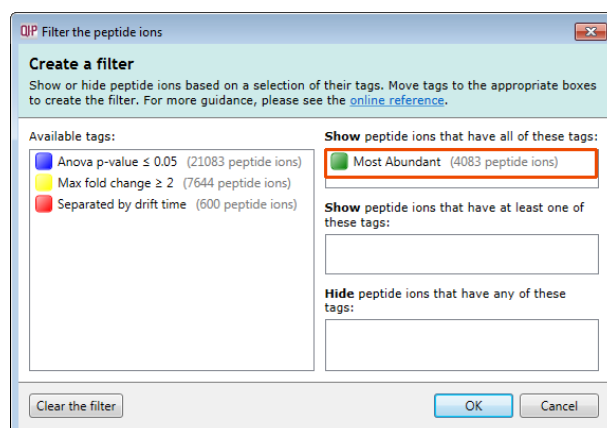 QIP Filter the peptide ions
Create a filter
Show or hide peptide ions based on a selection of their tags. Move tags to the appropriate boxes
to create the filter. For more guidance, please see the online reference.
Available tags:
Anova p-value ≤ 0.05 (21083 peptide ions)
Max fold change ≥ 2 (7644 peptide ions)
Separated by drift time (600 peptide ions)
Show peptide ions that have all of these tags:
Most Abundant (4083 peptide ions)
Show peptide ions that have at least one of
these tags:
Hide peptide ions that have any of these
tags:
Clear the filter
OK
Cancel